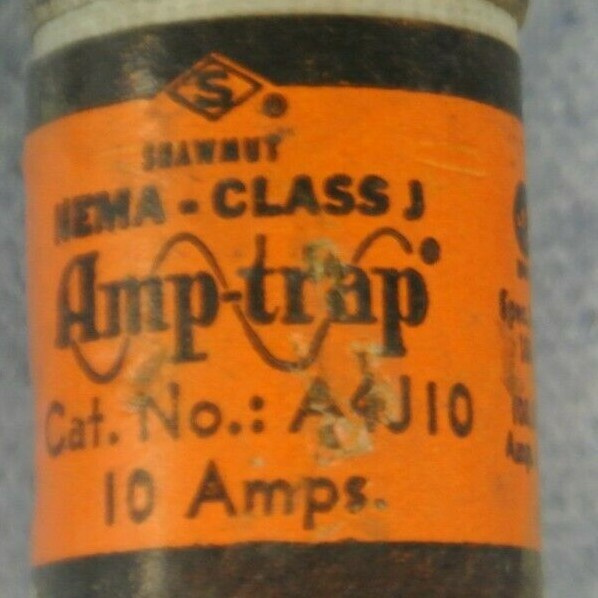 S
SHAWMUT
NEMA - CLASS J
Amp-trap®
Cat. No.: A4J10
10 Amps.